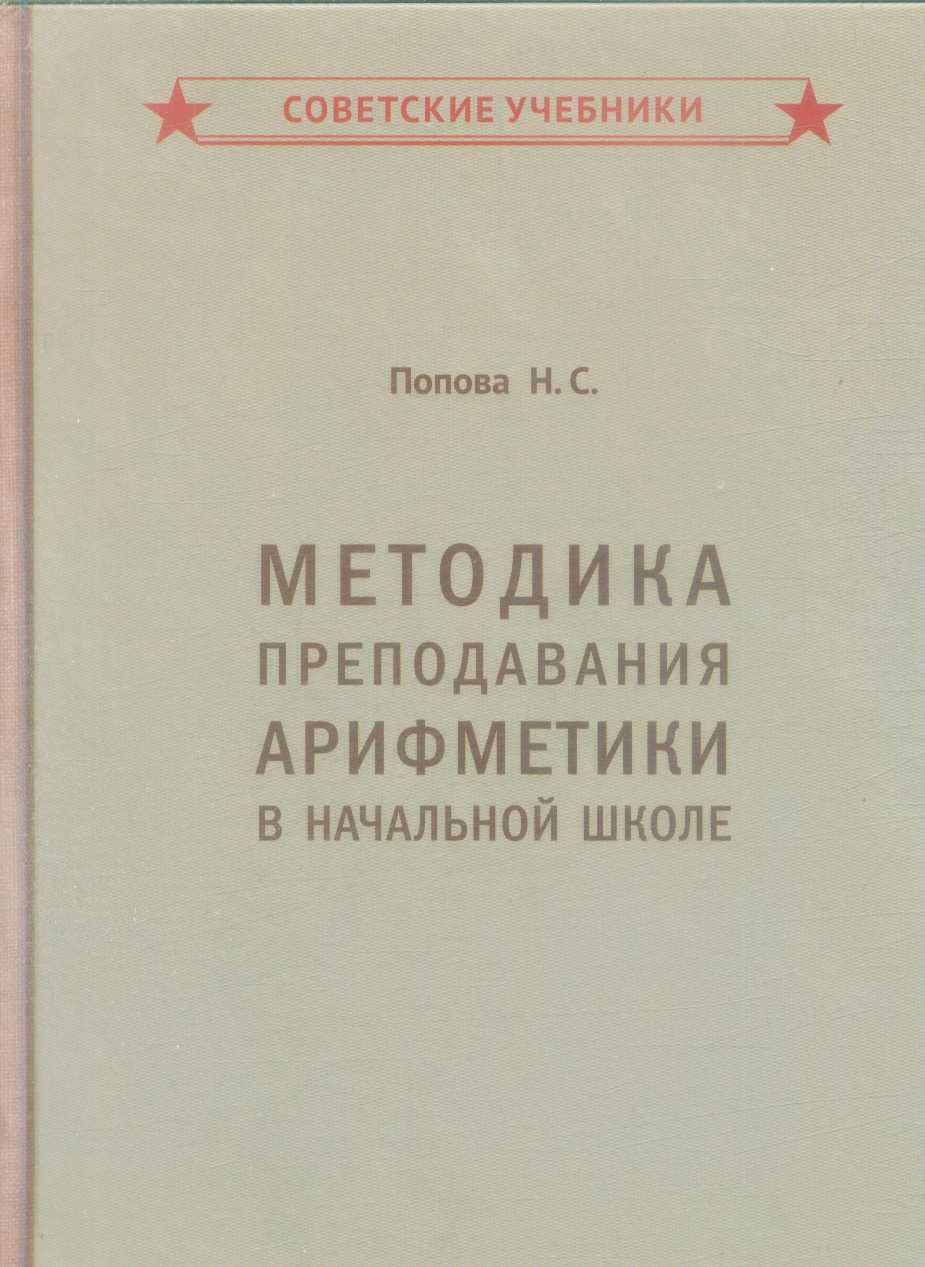 СОВЕТСКИЕ УЧЕБНИКИ
Попова Н. С.
МЕТОДИКА
ПРЕПОДАВАНИЯ
АРИФМЕТИКИ
В НАЧАЛЬНОЙ ШКОЛЕ